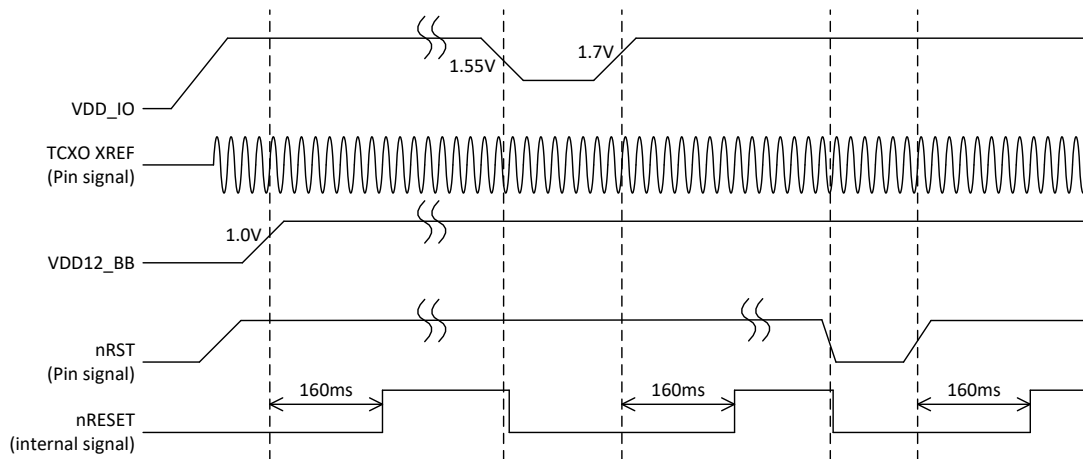 1.55V
1.7V
VDD_IO
TCXO XREF
(Pin signal)
1.0V
VDD12_BB
nRST
(Pin signal)
160ms
160ms
160ms
nRESET
(internal signal)